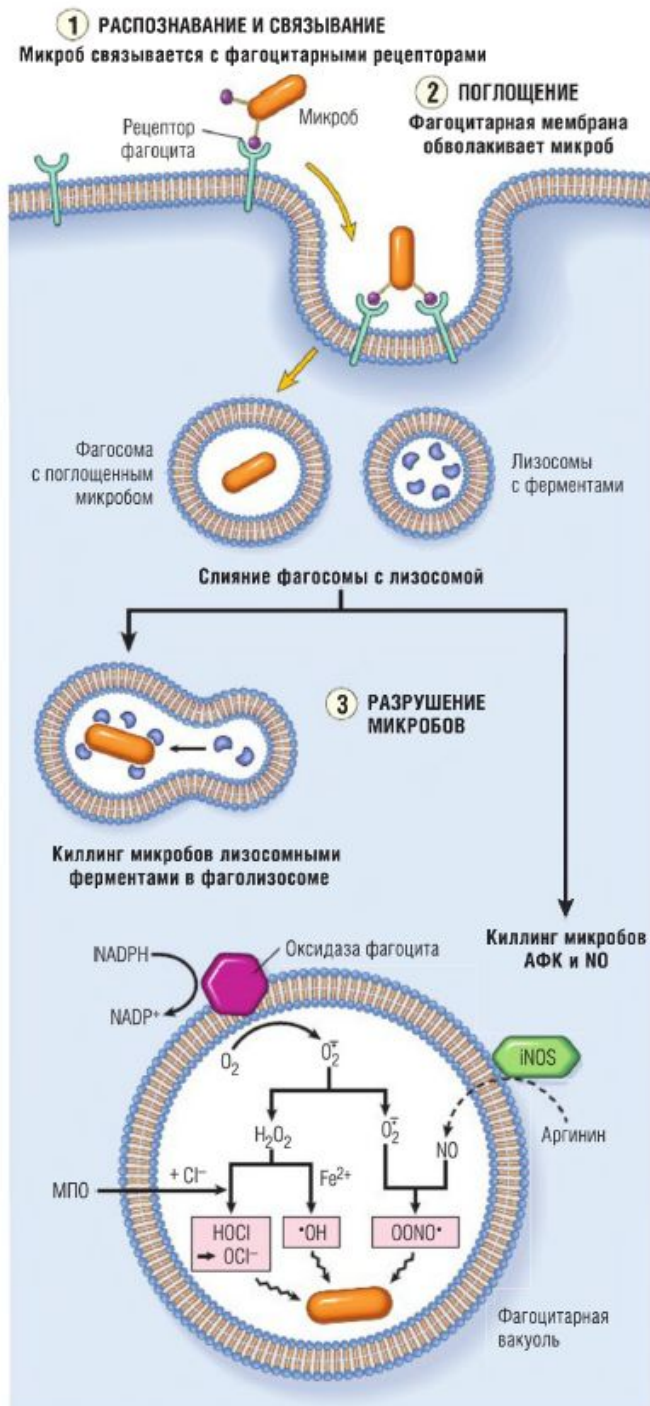 1 РАСПОЗНАВАНИЕ И СВЯЗЫВАНИЕ
Микроб связывается с фагоцитарными рецепторами
2 ПОГЛОЩЕНИЕ
Фагоцитарная мембрана
обволакивает микроб
Микроб
Рецептор
фагоцита
Фагосома
с поглощенным
микробом
Лизосомы
с ферментами
Слияние фагосомы с лизосомой
3 РАЗРУШЕНИЕ
МИКРОБОВ
Киллинг микробов лизосомными
ферментами в фаголизосоме
Киллинг микробов
АФК и NO
NADPH
Оксидаза фагоцита
NADP⁺
O₂
O₂⁻•
iNOS
Аргинин
H₂O₂
O₂⁻•
NO
МПО
+ Cl⁻
Fe²⁺
HOCl
→ OCl⁻
•OH
OONO•
Фагоцитарная
вакуоль